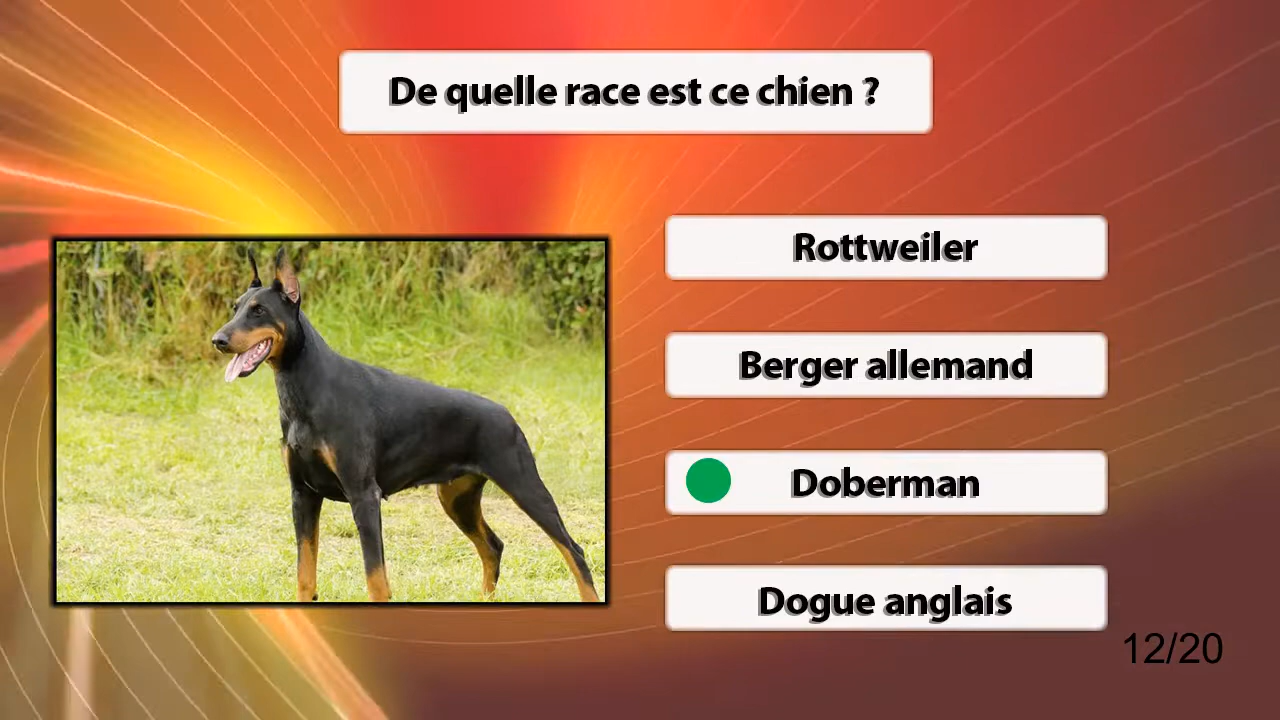 De quelle race est ce chien ?
Rottweiler
Berger allemand
Doberman
Dogue anglais
12/20